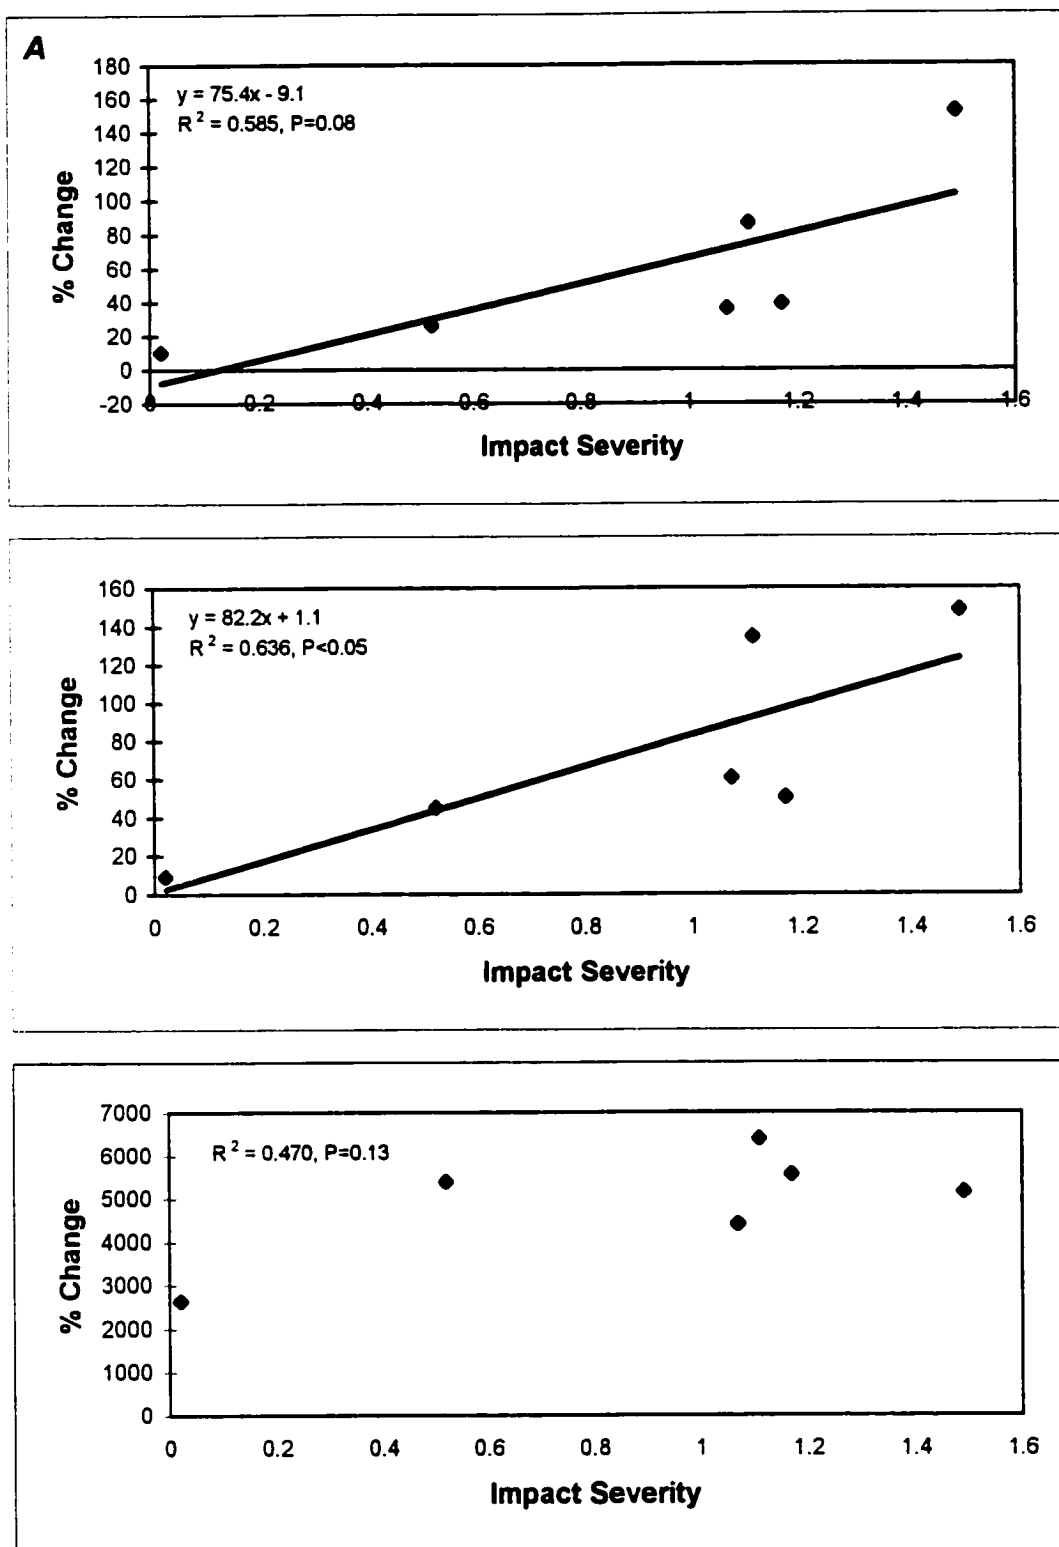 A
180
160
140
120
100
80
60
40
20
0
-20
% Change
y = 75.4x - 9.1
R² = 0.585, P=0.08
0 0.2 0.4 0.6 0.8 1 1.2 1.4 1.6
Impact Severity
160
140
120
100
80
60
40
20
0
% Change
y = 82.2x + 1.1
R² = 0.636, P<0.05
0 0.2 0.4 0.6 0.8 1 1.2 1.4 1.6
Impact Severity
7000
6000
5000
4000
3000
2000
1000
0
% Change
R² = 0.470, P=0.13
0 0.2 0.4 0.6 0.8 1 1.2 1.4 1.6
Impact Severity